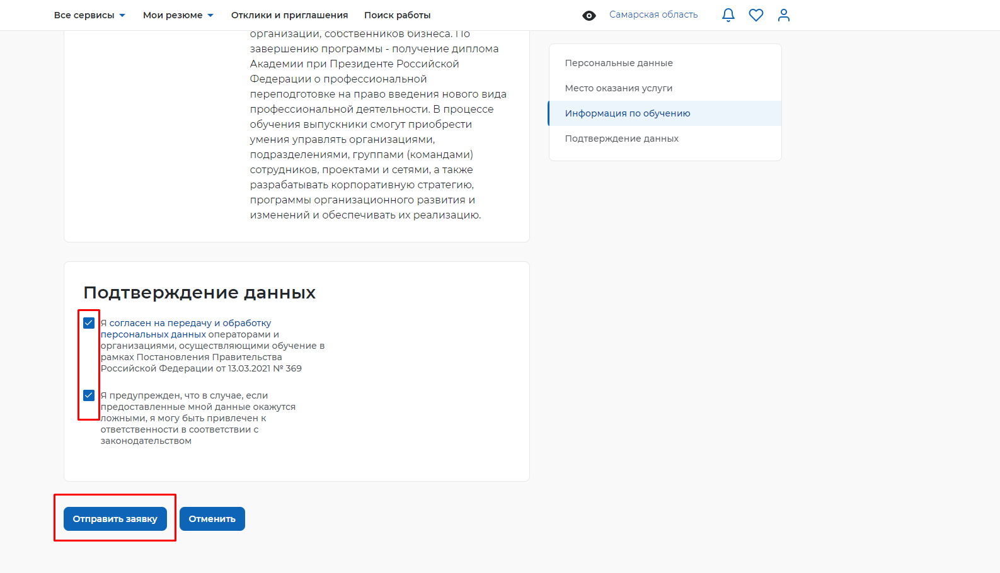 Все сервисы
Мои резюме
Отклики и приглашения
Поиск работы
Самарская область
организации, собственников бизнеса. По
завершению программы - получение диплома
Академии при Президенте Российской
Федерации о профессиональной
переподготовке на право введения нового вида
профессиональной деятельности. В процессе
обучения выпускники смогут приобрести
умения управлять организациями,
подразделениями, группами (командами)
сотрудников, проектами и сетями, а также
разрабатывать корпоративную стратегию,
программы организационного развития и
изменений и обеспечивать их реализацию.
Персональные данные
Место оказания услуги
Информация по обучению
Подтверждение данных
Подтверждение данных
Я согласен на передачу и обработку
персональных данных операторами и
организациями, осуществляющими обучение в
рамках Постановления Правительства
Российской Федерации от 13.03.2021 № 369
Я предупрежден, что в случае, если
предоставленные мной данные окажутся
ложными, я могу быть привлечен к
ответственности в соответствии с
законодательством
Отправить заявку
Отменить